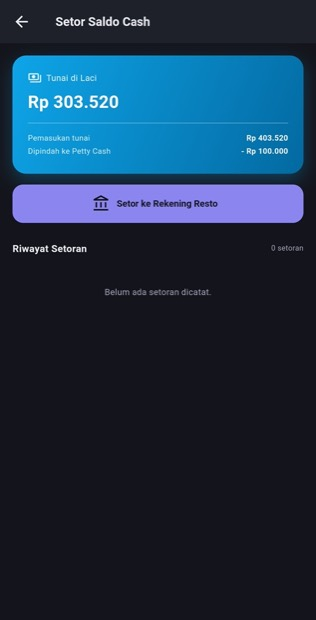 Setor Saldo Cash
Tunai di Laci
Rp 303.520
Pemasukan tunai Rp 403.520
Dipindah ke Petty Cash - Rp 100.000
Setor ke Rekening Resto
Riwayat Setoran 0 setoran
Belum ada setoran dicatat.